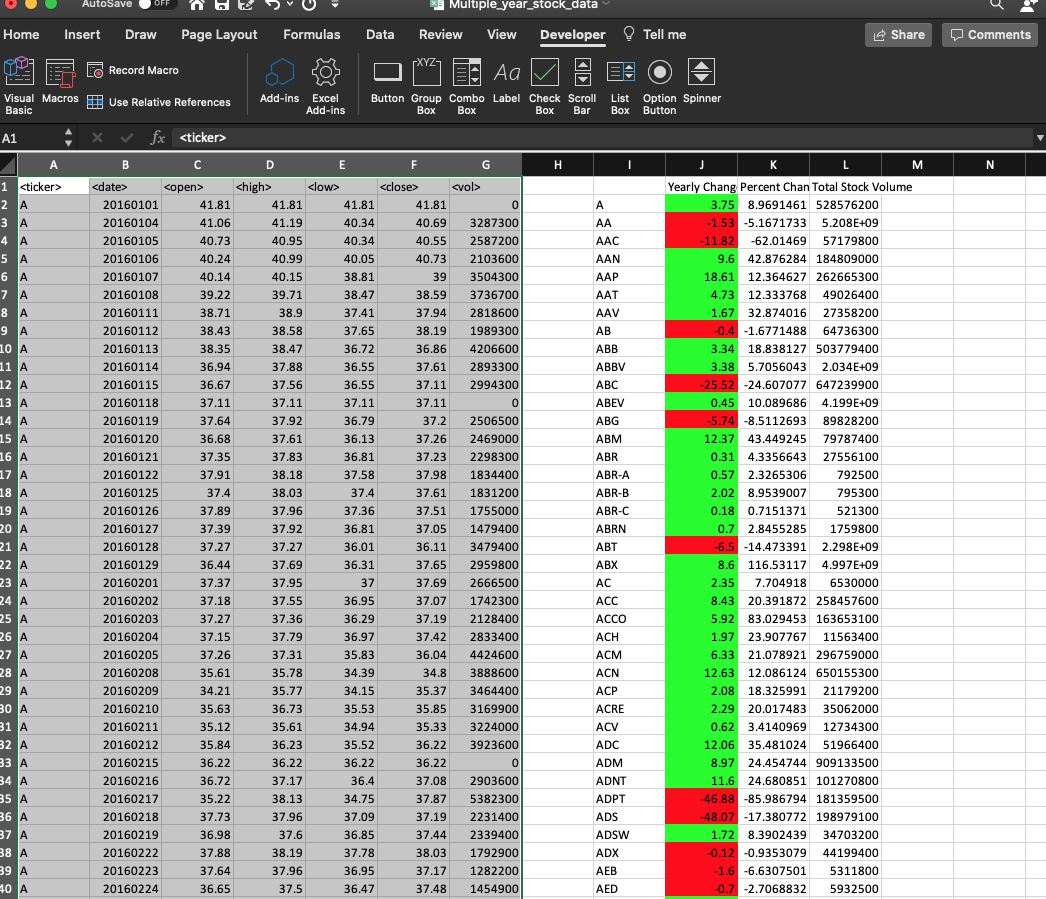 AutoSave OFF Multiple_year_stock_data
Home Insert Draw Page Layout Formulas Data Review View Developer Tell me Share Comments
Visual Basic Macros Record Macro Use Relative References Add-ins Excel Add-ins Button XYZ Group Box Combo Box Aa Label Check Box Scroll Bar List Box Option Button Spinner
A1 fx <ticker>
A B C D E F G H I J K L M N
1 <ticker> <date> <open> <high> <low> <close> <vol> Yearly Chang Percent Chan Total Stock Volume
2 A 20160101 41.81 41.81 41.81 41.81 0 A 3.75 8.9691461 528576200
3 A 20160104 41.06 41.19 40.34 40.69 3287300 AA -1.53 -5.1671733 5.208E+09
4 A 20160105 40.73 40.95 40.34 40.55 2587200 AAC -11.82 -62.01469 57179800
5 A 20160106 40.24 40.99 40.05 40.73 2103600 AAN 9.6 42.876284 184809000
6 A 20160107 40.14 40.15 38.81 39 3504300 AAP 18.61 12.364627 262665300
7 A 20160108 39.22 39.71 38.47 38.59 3736700 AAT 4.73 12.333768 49026400
8 A 20160111 38.71 38.9 37.41 37.94 2818600 AAV 1.67 32.874016 27358200
9 A 20160112 38.43 38.58 37.65 38.19 1989300 AB -0.4 -1.6771488 64736300
10 A 20160113 38.35 38.47 36.72 36.86 4206600 ABB 3.34 18.838127 503779400
11 A 20160114 36.94 37.88 36.55 37.61 2893300 ABBV 3.38 5.7056043 2.034E+09
12 A 20160115 36.67 37.56 36.55 37.11 2994300 ABC -25.52 -24.607077 647239900
13 A 20160118 37.11 37.11 37.11 37.11 0 ABEV 0.45 10.089686 4.199E+09
14 A 20160119 37.64 37.92 36.79 37.2 2506500 ABG -5.74 -8.5112693 89828200
15 A 20160120 36.68 37.61 36.13 37.26 2469000 ABM 12.37 43.449245 79787400
16 A 20160121 37.35 37.83 36.81 37.23 2298300 ABR 0.31 4.3356643 27556100
17 A 20160122 37.91 38.18 37.58 37.98 1834400 ABR-A 0.57 2.3265306 792500
18 A 20160125 37.4 38.03 37.4 37.61 1831200 ABR-B 2.02 8.9539007 795300
19 A 20160126 37.89 37.96 37.36 37.51 1755000 ABR-C 0.18 0.7151371 521300
20 A 20160127 37.39 37.92 36.81 37.05 1479400 ABRN 0.7 2.8455285 1759800
21 A 20160128 37.27 37.27 36.01 36.11 3479400 ABT -6.5 -14.473391 2.298E+09
22 A 20160129 36.44 37.69 36.31 37.65 2959800 ABX 8.6 116.53117 4.997E+09
23 A 20160201 37.37 37.95 37 37.69 2666500 AC 2.35 7.704918 6530000
24 A 20160202 37.18 37.55 36.95 37.07 1742300 ACC 8.43 20.391872 258457600
25 A 20160203 37.27 37.36 36.29 37.19 2128400 ACCO 5.92 83.029453 163653100
26 A 20160204 37.15 37.79 36.97 37.42 2833400 ACH 1.97 23.907767 11563400
27 A 20160205 37.26 37.31 35.83 36.04 4424600 ACM 6.33 21.078921 296759000
28 A 20160208 35.61 35.78 34.39 34.8 3888600 ACN 12.63 12.086124 650155300
29 A 20160209 34.21 35.77 34.15 35.37 3464400 ACP 2.08 18.325991 21179200
30 A 20160210 35.63 36.73 35.53 35.85 3169900 ACRE 2.29 20.017483 35062000
31 A 20160211 35.12 35.61 34.94 35.33 3224000 ACV 0.62 3.4140969 12734300
32 A 20160212 35.84 36.23 35.52 36.22 3923600 ADC 12.06 35.481024 51966400
33 A 20160215 36.22 36.22 36.22 36.22 0 ADM 8.97 24.454744 909133500
34 A 20160216 36.72 37.17 36.4 37.08 2903600 ADNT 11.6 24.680851 101270800
35 A 20160217 35.22 38.13 34.75 37.87 5382300 ADPT -46.88 -85.986794 181359500
36 A 20160218 37.73 37.96 37.09 37.19 2231400 ADS -48.07 -17.380772 198979100
37 A 20160219 36.98 37.6 36.85 37.44 2339400 ADSW 1.72 8.3902439 34703200
38 A 20160222 37.88 38.19 37.78 38.03 1792900 ADX -0.12 -0.9353079 44199400
39 A 20160223 37.64 37.96 36.95 37.17 1282200 AEB -1.6 -6.6307501 5311800
40 A 20160224 36.65 37.5 36.47 37.48 1454900 AED -0.7 -2.7068832 5932500